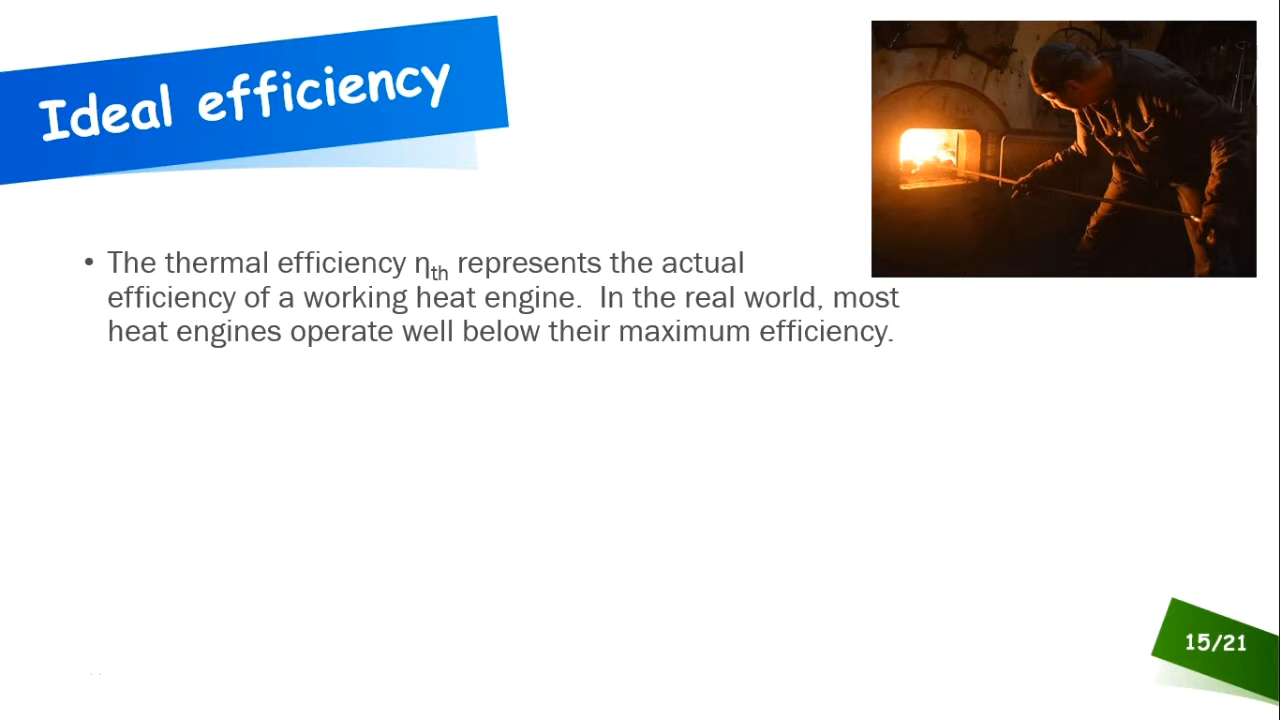 Ideal efficiency
• The thermal efficiency ηth represents the actual
efficiency of a working heat engine.  In the real world, most
heat engines operate well below their maximum efficiency.
15/21